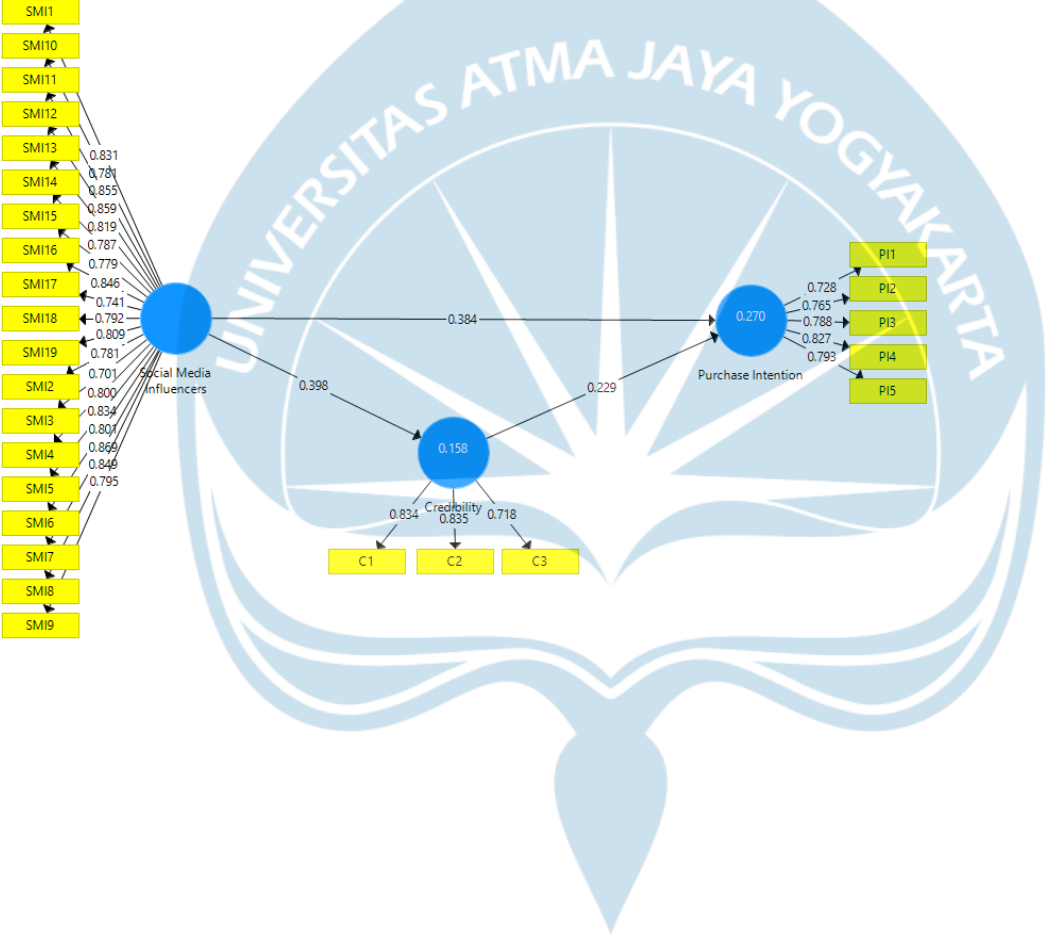 UNIVERSITAS ATMA JAYA YOGYAKARTA
SMI1
SMI10
SMI11
SMI12
SMI13
SMI14
SMI15
SMI16
SMI17
SMI18
SMI19
SMI2
SMI3
SMI4
SMI5
SMI6
SMI7
SMI8
SMI9
0.831
0.781
0.855
0.859
0.819
0.787
0.779
0.846
0.741
0.792
0.809
0.781
0.701
0.800
0.834
0.801
0.869
0.849
0.795
Social Media
Influencers
0.384
0.398
0.229
0.158
Credibility
0.834
0.835
0.718
C1
C2
C3
0.270
Purchase Intention
0.728
0.765
0.788
0.827
0.793
PI1
PI2
PI3
PI4
PI5